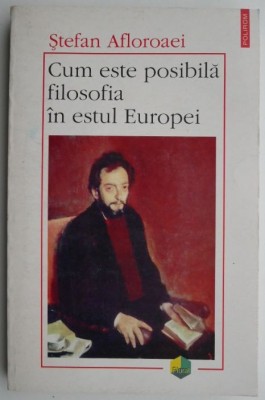 Ştefan Afloroaei
POLIROM
Cum este posibilă
filosofia
în estul Europei